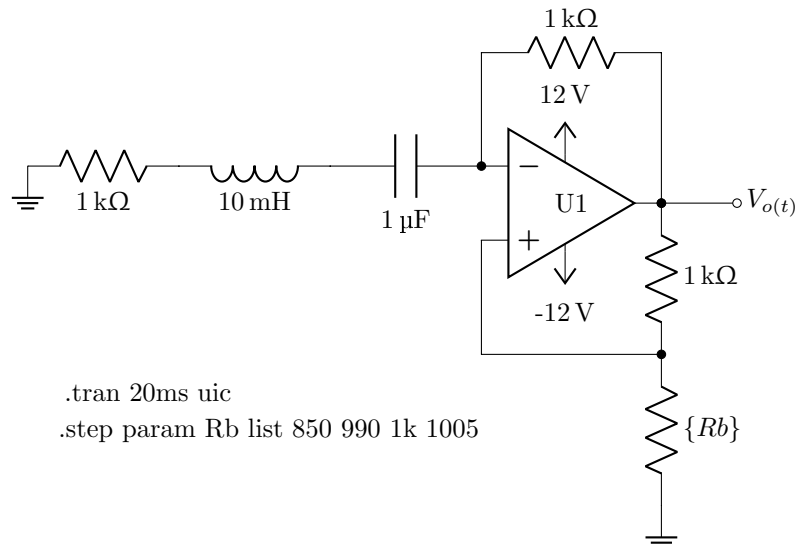 1 kΩ
12 V
−
1 kΩ
10 mH
1 µF
U1
Vo(t)
+
1 kΩ
-12 V
.tran 20ms uic
.step param Rb list 850 990 1k 1005
{Rb}